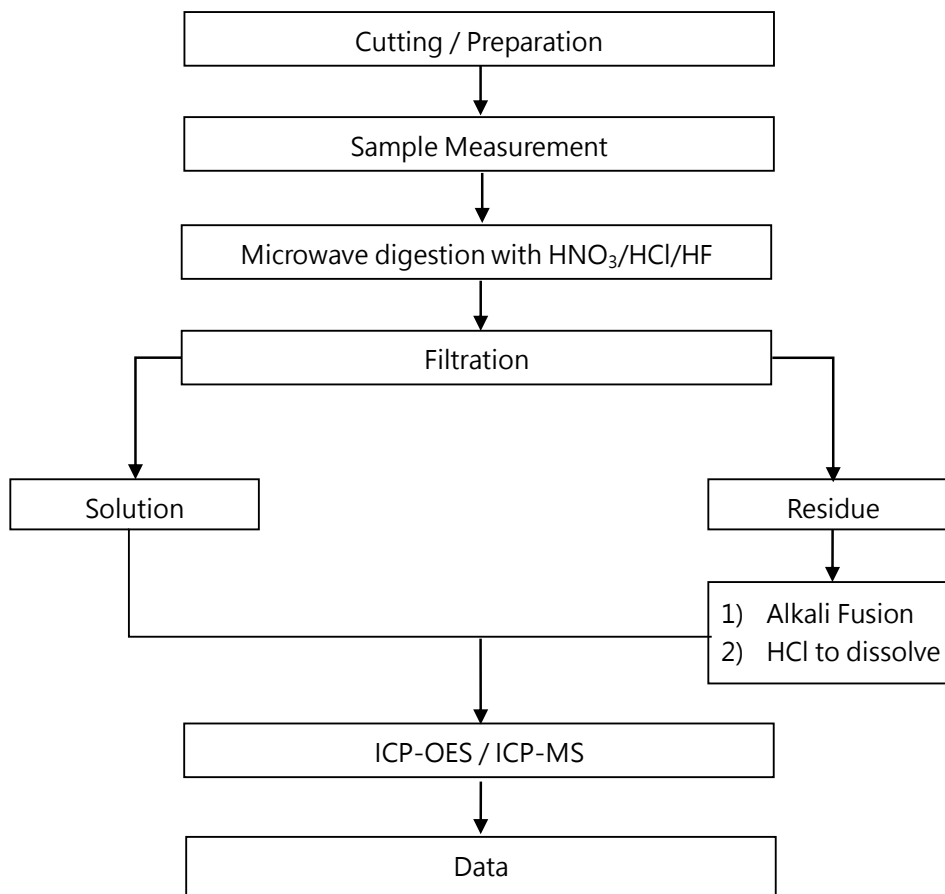 Cutting / Preparation
Sample Measurement
Microwave digestion with HNO₃/HCl/HF
Filtration
Solution
Residue
1) Alkali Fusion
2) HCl to dissolve
ICP-OES / ICP-MS
Data